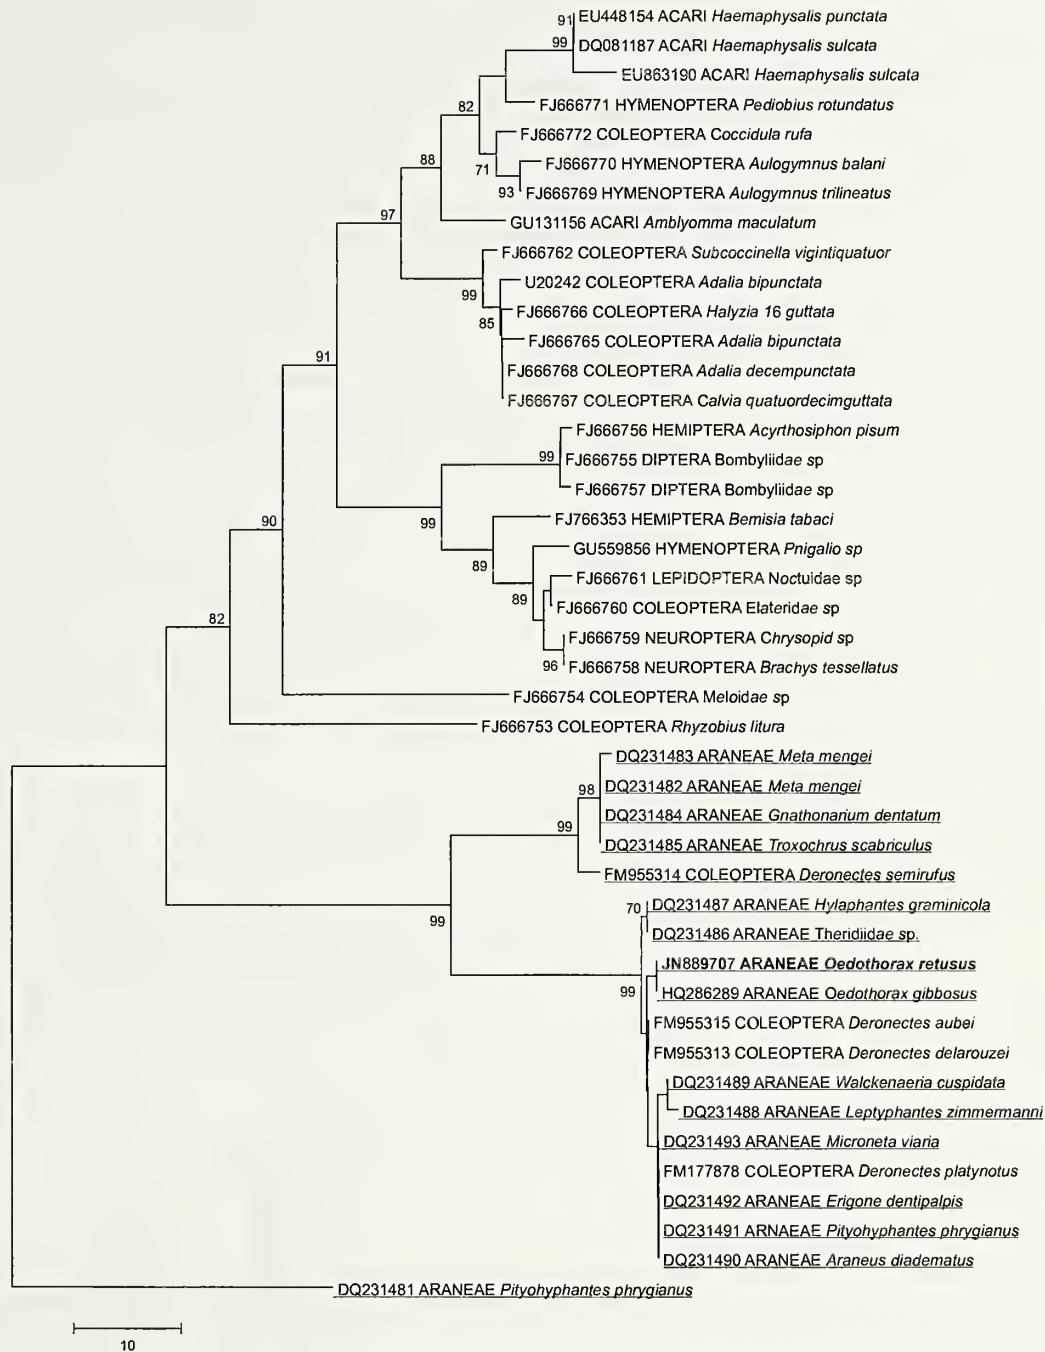 91
EU448154 ACARI Haemaphysalis punctata
99
DQ081187 ACARI Haemaphysalis sulcata
EU863190 ACARI Haemaphysalis sulcata
82
FJ666771 HYMENOPTERA Pediobius rotundatus
FJ666772 COLEOPTERA Coccidula rufa
88
FJ666770 HYMENOPTERA Aulogymnus balani
71
93
FJ666769 HYMENOPTERA Aulogymnus trilineatus
97
GU131156 ACARI Amblyomma maculatum
FJ666762 COLEOPTERA Subcoccinella vigintiquatuor
U20242 COLEOPTERA Adalia bipunctata
99
FJ666766 COLEOPTERA Halyzia 16 guttata
85
FJ666765 COLEOPTERA Adalia bipunctata
91
FJ666768 COLEOPTERA Adalia decempunctata
FJ666767 COLEOPTERA Calvia quatuordecimguttata
FJ666756 HEMIPTERA Acyrthosiphon pisum
99
FJ666755 DIPTERA Bombyliidae sp
FJ666757 DIPTERA Bombyliidae sp
90
99
FJ766353 HEMIPTERA Bemisia tabaci
GU559856 HYMENOPTERA Pnigalio sp
89
FJ666761 LEPIDOPTERA Noctuidae sp
89
FJ666760 COLEOPTERA Elateridae sp
82
FJ666759 NEUROPTERA Chrysopid sp
96
FJ666758 NEUROPTERA Brachys tessellatus
FJ666754 COLEOPTERA Meloidae sp
FJ666753 COLEOPTERA Rhyzobius litura
DQ231483 ARANEAE Meta mengei
98
DQ231482 ARANEAE Meta mengei
DQ231484 ARANEAE Gnathonarium dentatum
99
DQ231485 ARANEAE Troxochrus scabriculus
FM955314 COLEOPTERA Deronectes semirufus
99
70
DQ231487 ARANEAE Hylaphantes graminicola
DQ231486 ARANEAE Theridiidae sp.
JN889707 ARANEAE Oedothorax retusus
99
HQ286289 ARANEAE Oedothorax gibbosus
FM955315 COLEOPTERA Deronectes aubei
FM955313 COLEOPTERA Deronectes delarouzei
DQ231489 ARANEAE Walckenaeria cuspidata
DQ231488 ARANEAE Leptyphantes zimmermanni
DQ231493 ARANEAE Microneta viaria
FM177878 COLEOPTERA Deronectes platynotus
DQ231492 ARANEAE Erigone dentipalpis
DQ231491 ARNAEAE Pityohyphantes phrygianus
DQ231490 ARANEAE Araneus diadematus
DQ231481 ARANEAE Pityohyphantes phrygianus
10